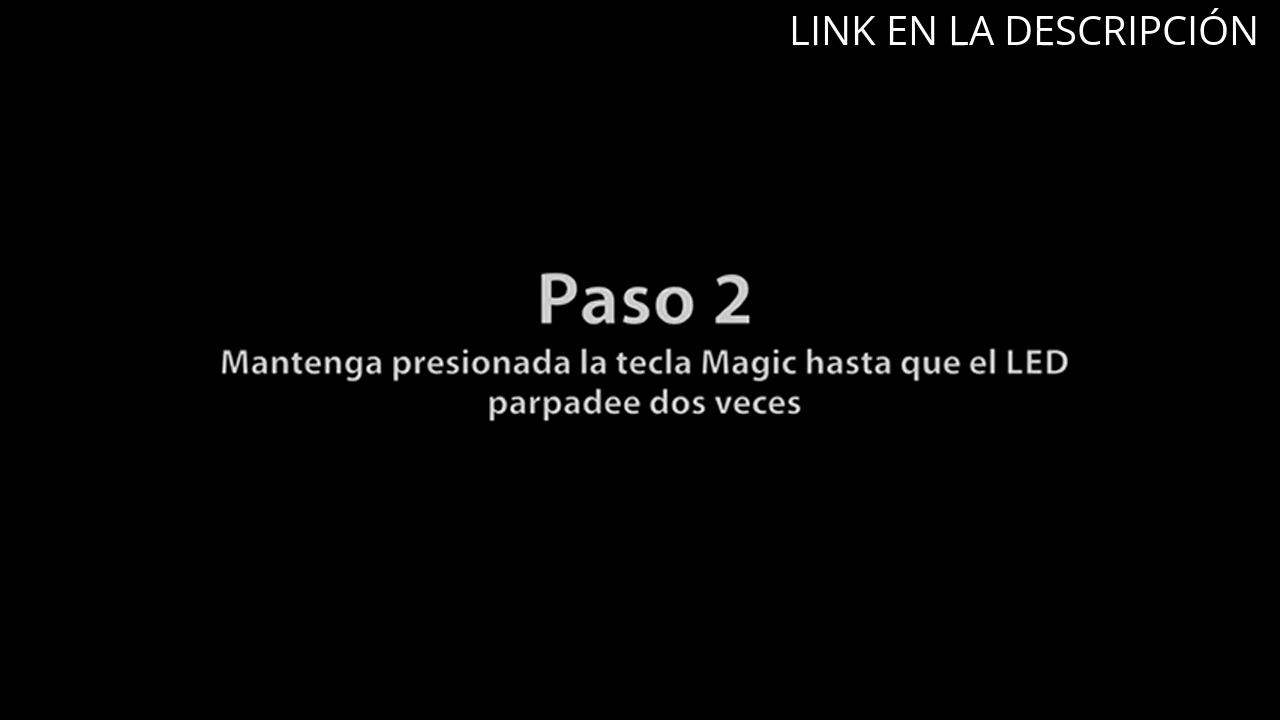 LINK EN LA DESCRIPCIÓN
Paso 2
Mantenga presionada la tecla Magic hasta que el LED
parpadee dos veces